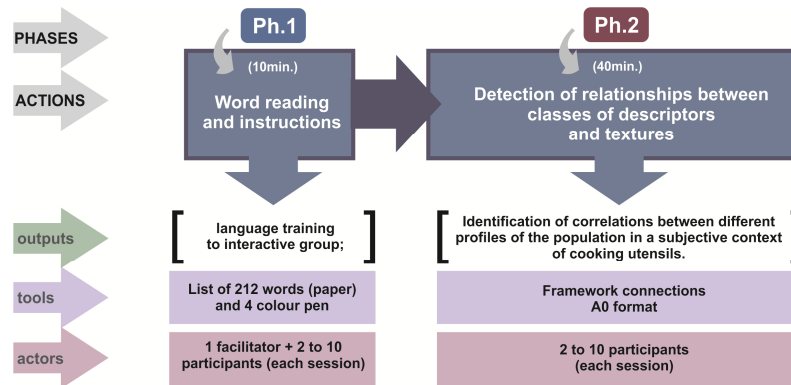 PHASES
Ph.1
Ph.2
ACTIONS
(10min.)
Word reading
and instructions
(40min.)
Detection of relationships between
classes of descriptors
and textures
outputs
language training
to interactive group;
Identification of correlations between different
profiles of the population in a subjective context
of cooking utensils.
tools
List of 212 words (paper)
and 4 colour pen
Framework connections
A0 format
actors
1 facilitator + 2 to 10
participants (each session)
2 to 10 participants
(each session)